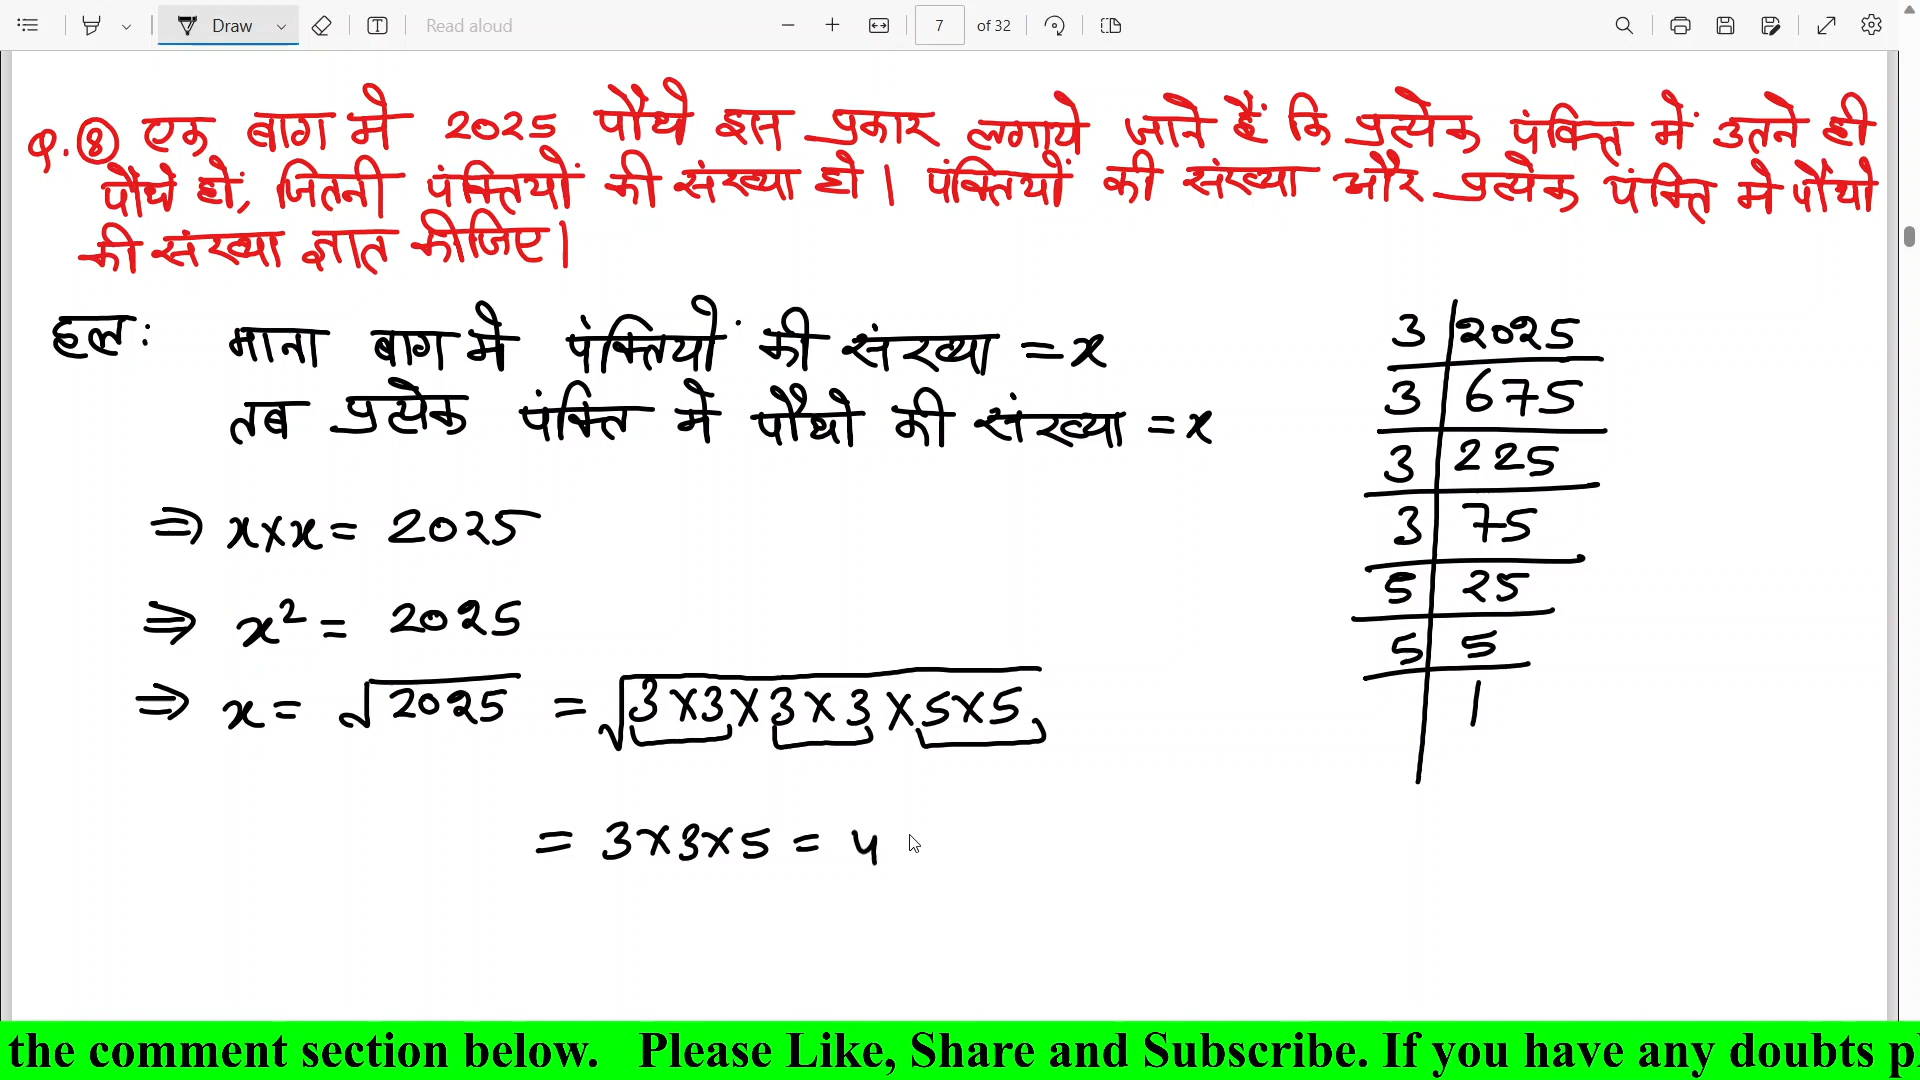 Draw
Read aloud
7 of 32
Q.⑧ एक बाग में 2025 पौधे इस प्रकार लगाये जाने हैं कि प्रत्येक पंक्ति में उतने ही
पौधे हों, जितनी पंक्तियों की संख्या हो। पंक्तियों की संख्या और प्रत्येक पंक्ति मे पौधों
की संख्या ज्ञात कीजिए।
हल: माना बाग मे पंक्तियों की संख्या = x
तब प्रत्येक पंक्ति में पौधों की संख्या = x
⇒ x×x = 2025
⇒ x² = 2025
⇒ x = √2025 = √3×3×3×3×5×5
= 3×3×5 = 4
3 | 2025
3 | 675
3 | 225
3 | 75
5 | 25
5 | 5
| 1
the comment section below. Please Like, Share and Subscribe. If you have any doubts pl